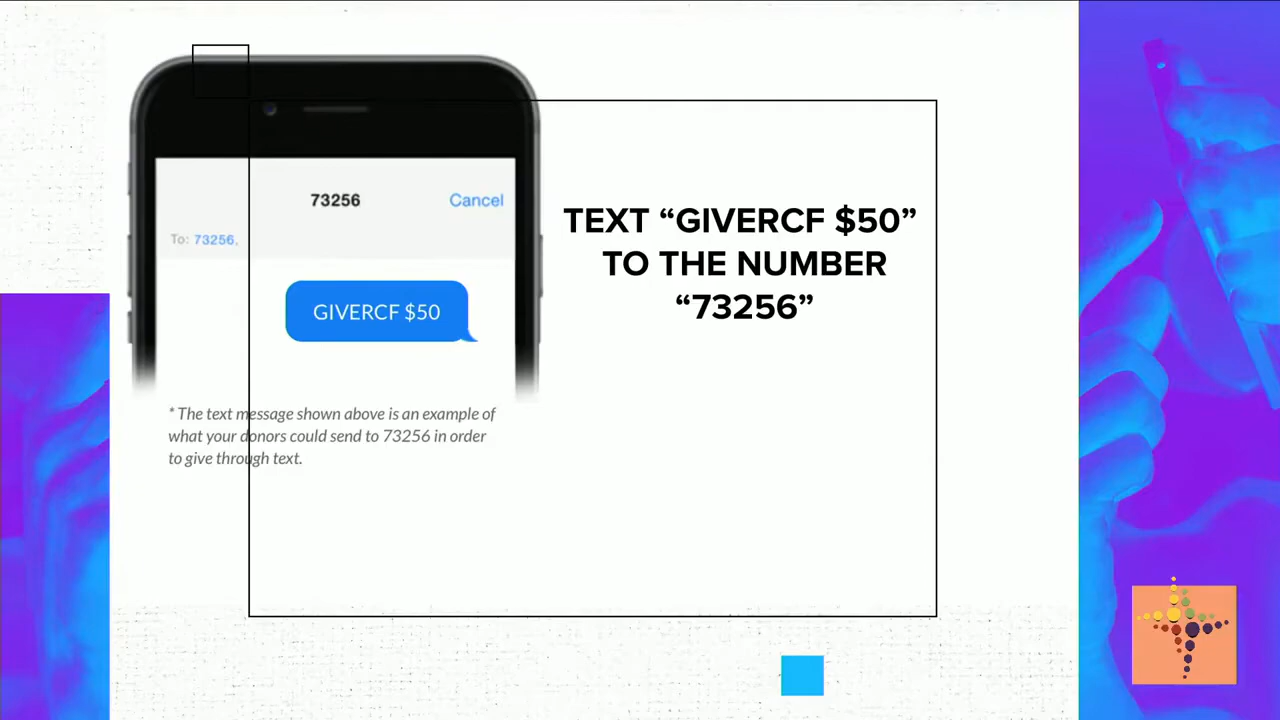 73256
Cancel
To: 73256,
GIVERCF $50
* The text message shown above is an example of
what your donors could send to 73256 in order
to give through text.
TEXT “GIVERCF $50”
TO THE NUMBER
“73256”